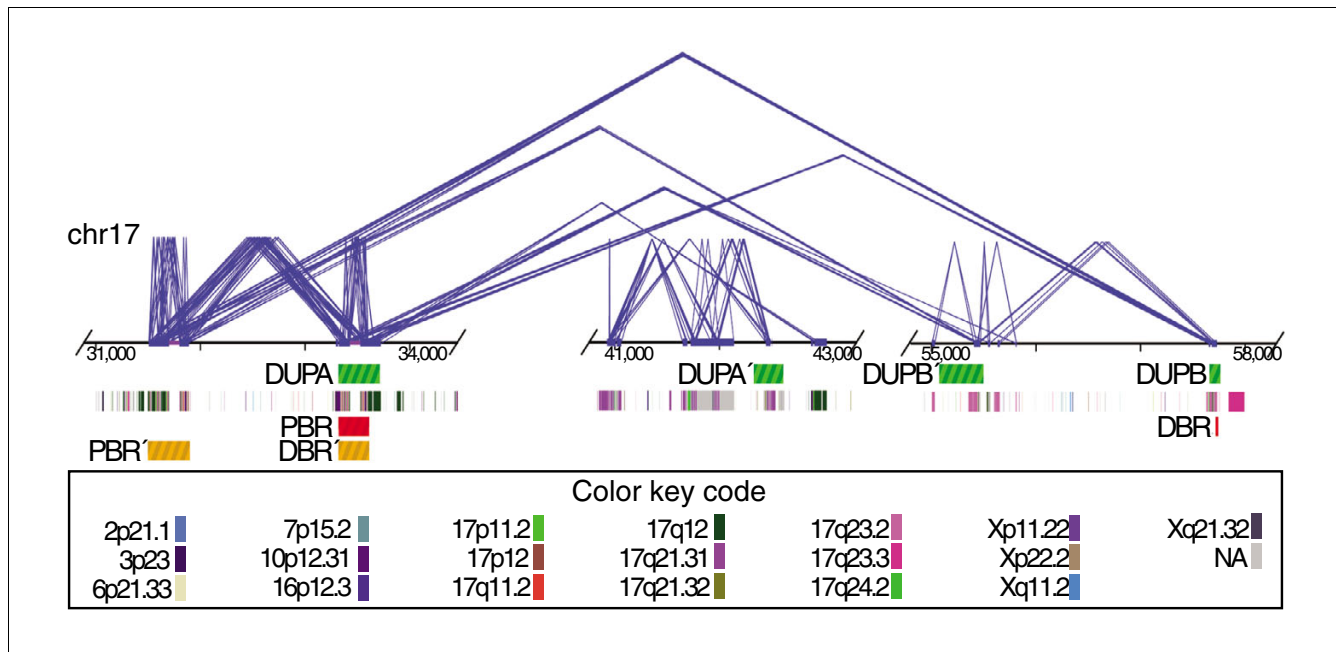 chr17
31,000 34,000 41,000 43,000 55,000 58,000
DUPA DUPA´ DUPB´ DUPB
PBR DBR
PBR´ DBR´
Color key code
2p21.1 7p15.2 17p11.2 17q12 17q23.2 Xp11.22 Xq21.32
3p23 10p12.31 17p12 17q21.31 17q23.3 Xp22.2 NA
6p21.33 16p12.3 17q11.2 17q21.32 17q24.2 Xq11.2